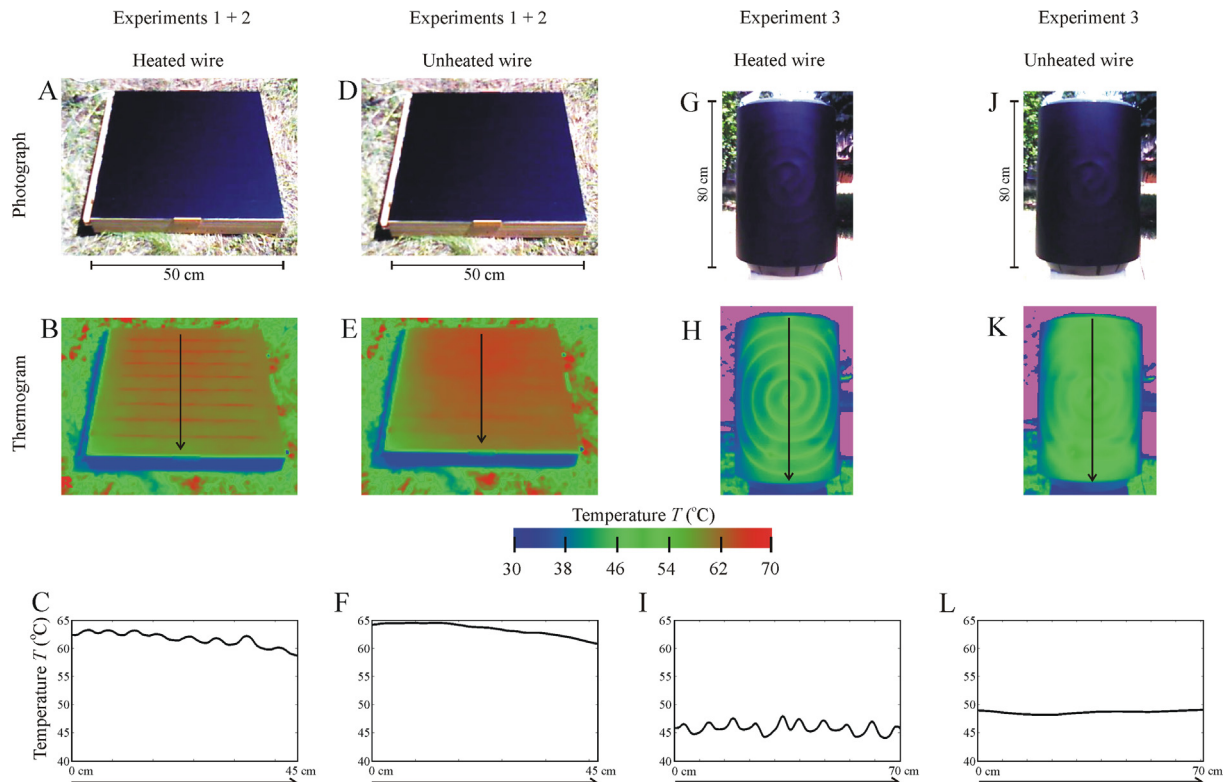 Experiments 1 + 2 Experiments 1 + 2 Experiment 3 Experiment 3
Heated wire Unheated wire Heated wire Unheated wire
A D G J
Photograph
80 cm 80 cm
50 cm 50 cm
B E H K
Thermogram
Temperature T (°C)
30 38 46 54 62 70
C F I L
Temperature T (°C)
65 65 65 65
60 60 60 60
55 55 55 55
50 50 50 50
45 45 45 45
40 40 40 40
0 cm 45 cm 0 cm 45 cm 0 cm 70 cm 0 cm 70 cm